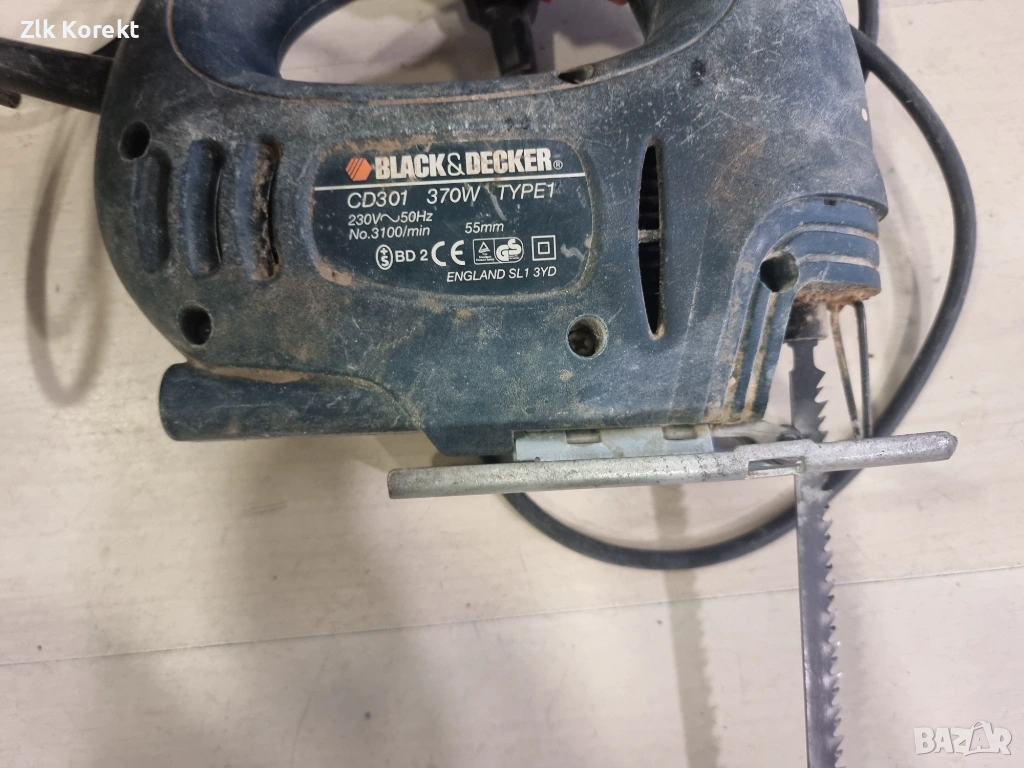 Zlk Korekt
BLACK&DECKER®
CD301 370W TYPE1
230V~50Hz
No.3100/min 55mm
BD 2 CE GS
ENGLAND SL1 3YD
BAZAR